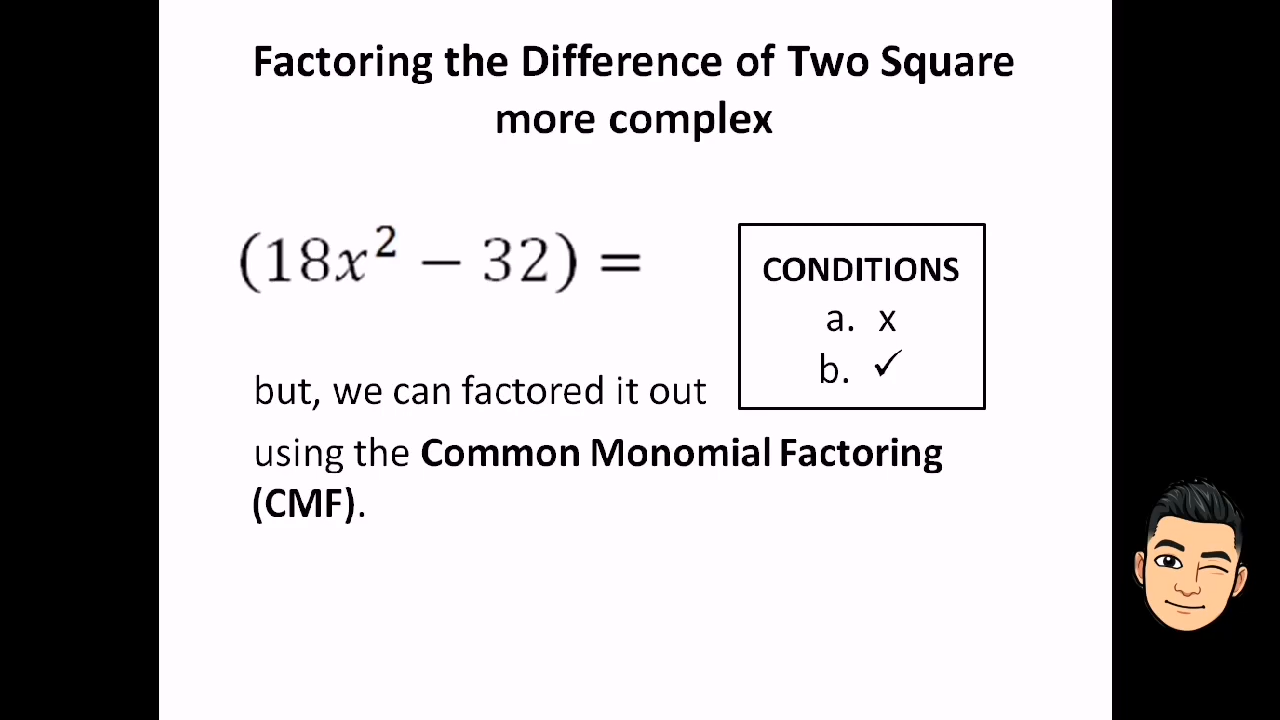 Factoring the Difference of Two Square
more complex
(18x² − 32) =
CONDITIONS
a. x
b. ✓
but, we can factored it out
using the Common Monomial Factoring
(CMF).